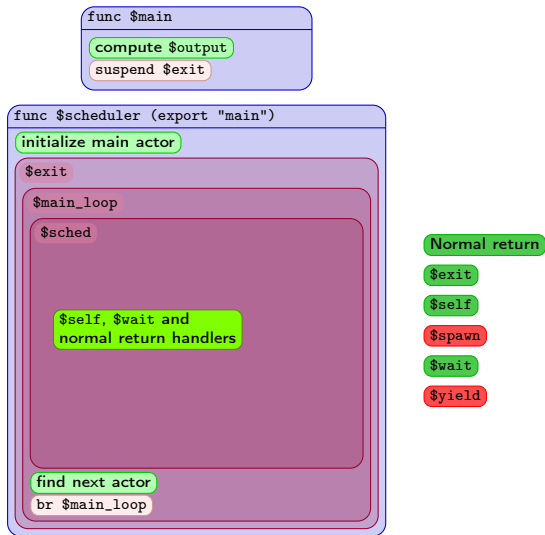 func $main
compute $output
suspend $exit
func $scheduler (export "main")
initialize main actor
$exit
$main_loop
$sched
$self, $wait and
normal return handlers
find next actor
br $main_loop
Normal return
$exit
$self
$spawn
$wait
$yield